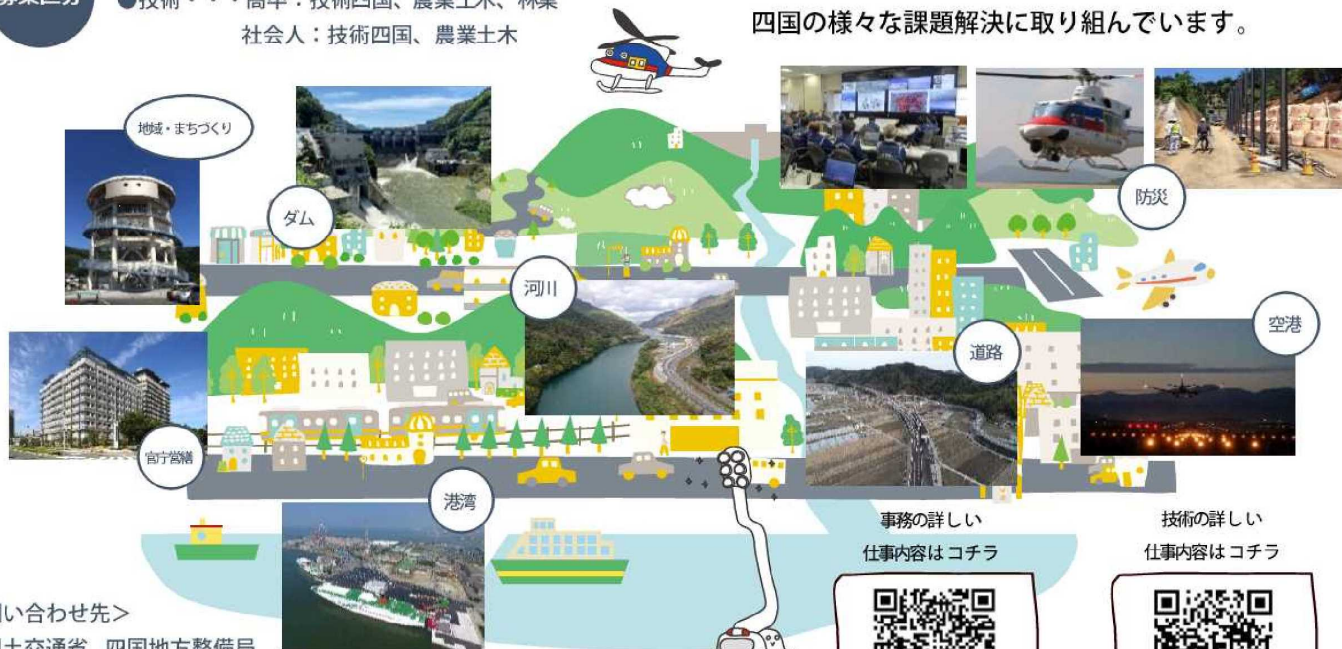 募集区分
●技術・・・高卒：技術四国、農業土木、林業
社会人：技術四国、農業土木
四国の様々な課題解決に取り組んでいます。
地域・まちづくり
ダム
防災
河川
空港
道路
官庁営繕
港湾
事務の詳しい
仕事内容はコチラ
技術の詳しい
仕事内容はコチラ
い合わせ先＞
国土交通省 四国地方整備局